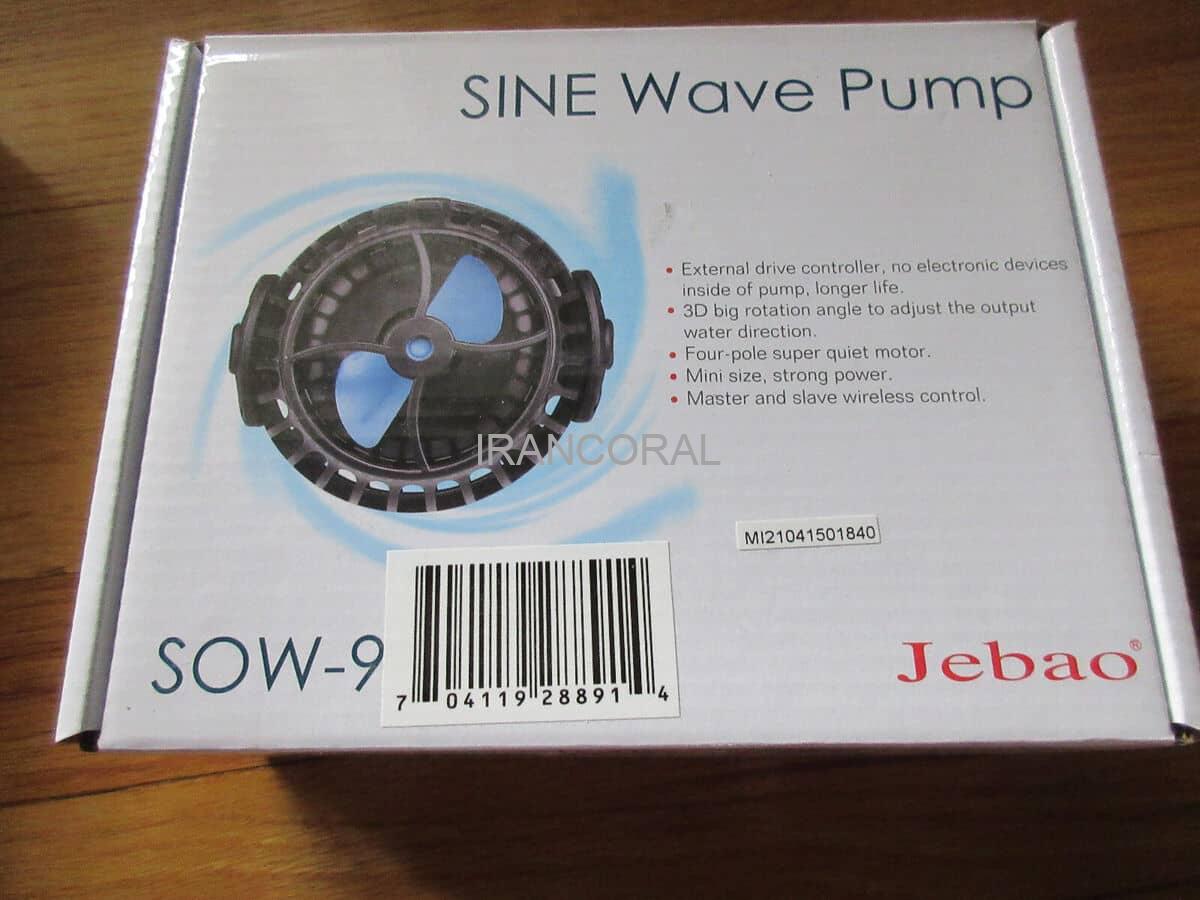 SINE Wave Pump
• External drive controller, no electronic devices
inside of pump, longer life.
• 3D big rotation angle to adjust the output
water direction.
• Four-pole super quiet motor.
• Mini size, strong power.
• Master and slave wireless control.
IRANCORAL
MI21041501840
SOW-9
7 04119 28891 4
Jebao®